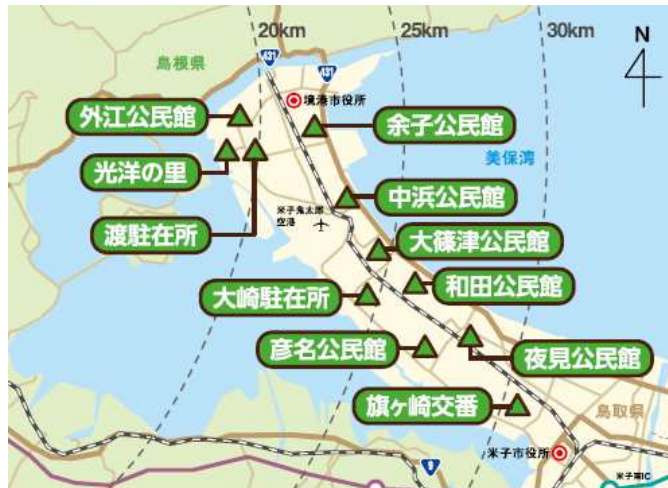 20km
25km
30km
N
島根県
431
431
境港市役所
外江公民館
余子公民館
光洋の里
美保湾
中浜公民館
渡駐在所
米子鬼太郎
空港
大篠津公民館
大崎駐在所
和田公民館
彦名公民館
夜見公民館
旗ヶ崎交番
鳥取県
米子市役所
9
米子南IC